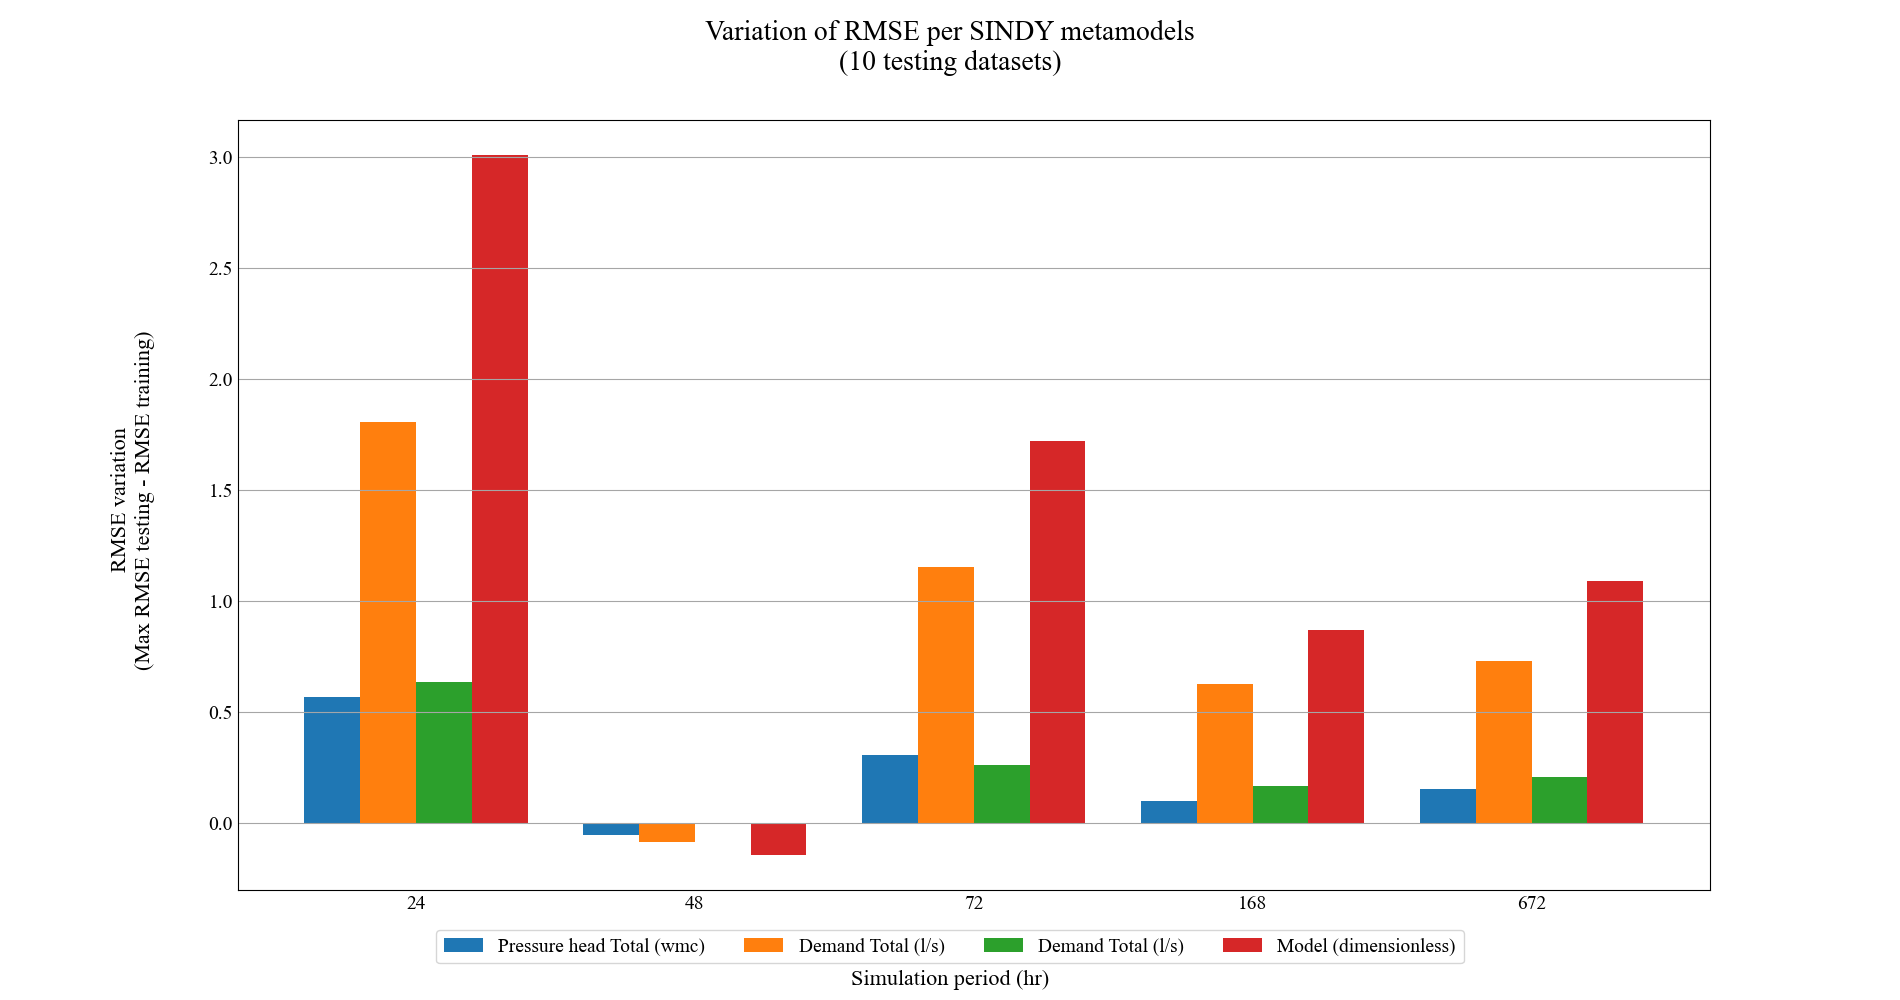 Variation of RMSE per SINDY metamodels
(10 testing datasets)
RMSE variation
(Max RMSE testing - RMSE training)
3.0
2.5
2.0
1.5
1.0
0.5
0.0
24
48
72
168
672
Pressure head Total (wmc)
Demand Total (l/s)
Demand Total (l/s)
Model (dimensionless)
Simulation period (hr)